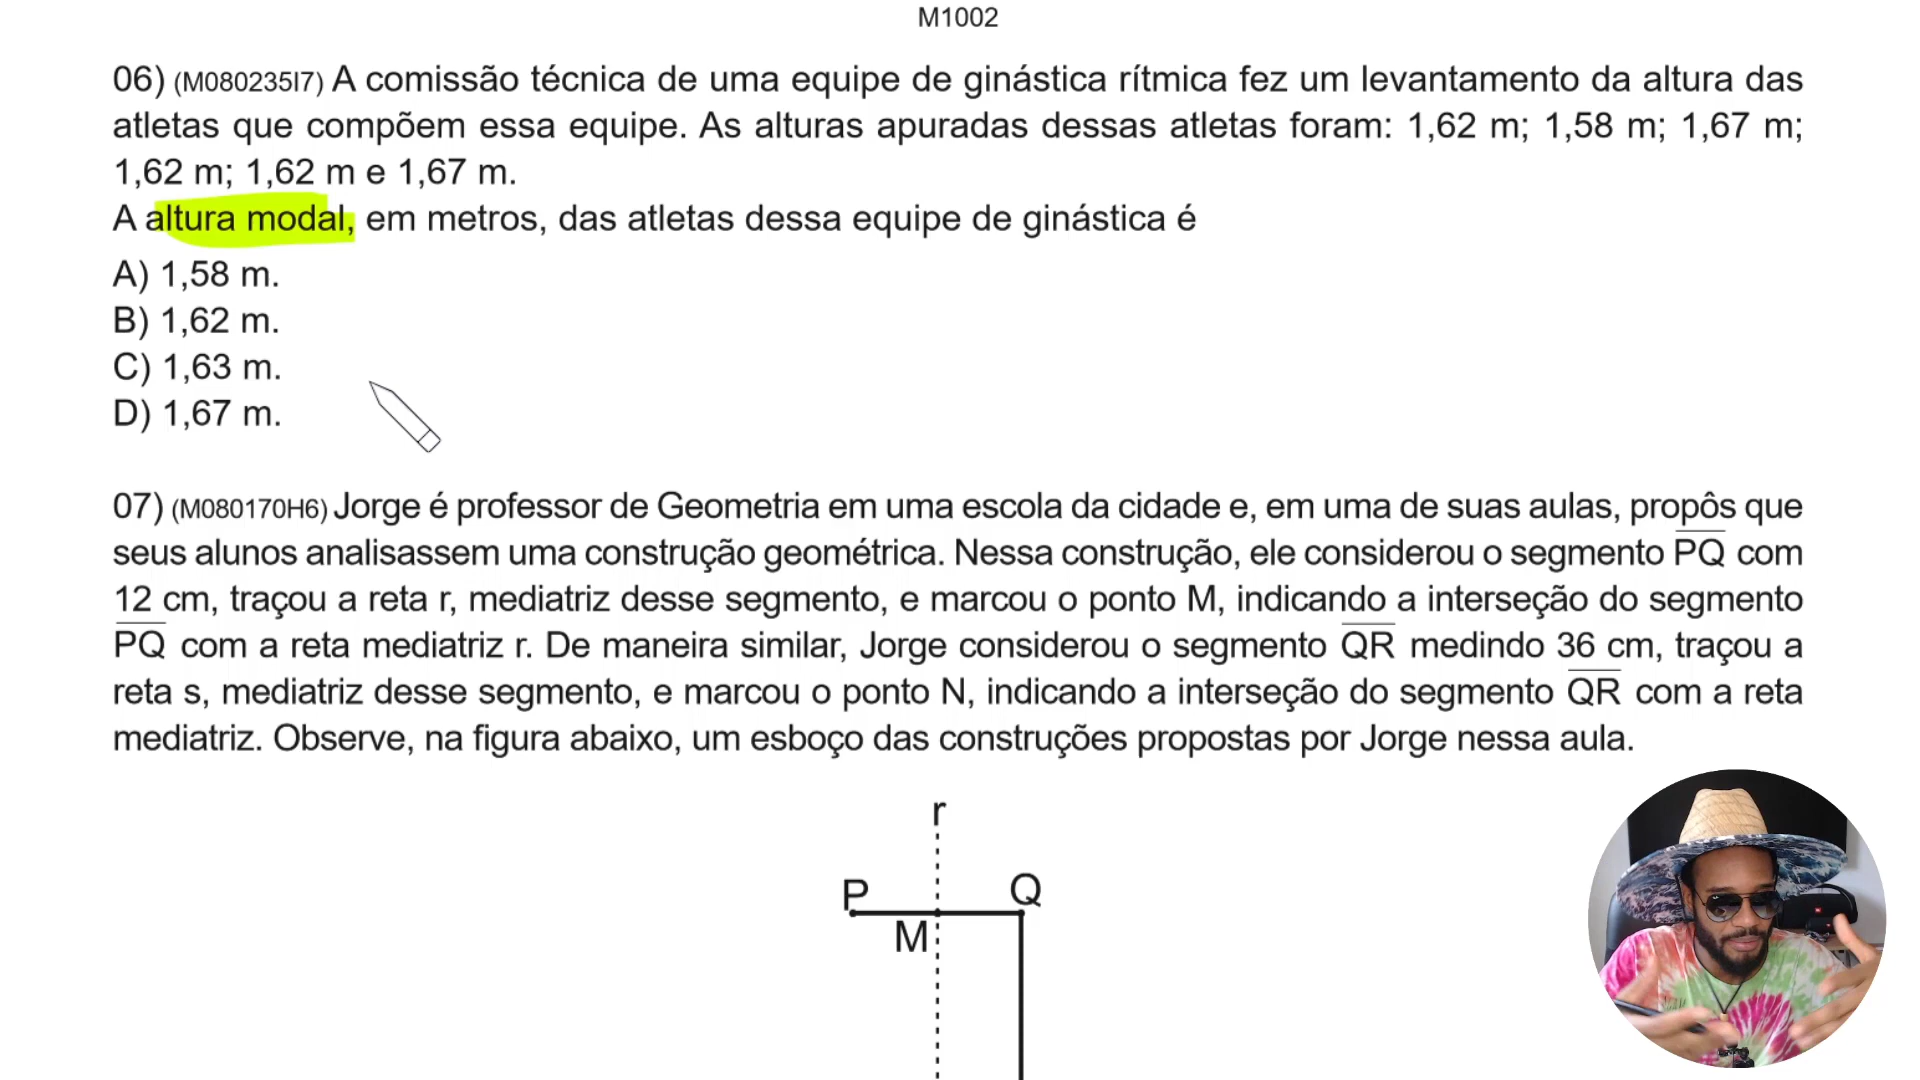 M1002
06) (M080235I7) A comissão técnica de uma equipe de ginástica rítmica fez um levantamento da altura das
atletas que compõem essa equipe. As alturas apuradas dessas atletas foram: 1,62 m; 1,58 m; 1,67 m;
1,62 m; 1,62 m e 1,67 m.
A altura modal, em metros, das atletas dessa equipe de ginástica é
A) 1,58 m.
B) 1,62 m.
C) 1,63 m.
D) 1,67 m.
07) (M080170H6) Jorge é professor de Geometria em uma escola da cidade e, em uma de suas aulas, propôs que
seus alunos analisassem uma construção geométrica. Nessa construção, ele considerou o segmento PQ com
12 cm, traçou a reta r, mediatriz desse segmento, e marcou o ponto M, indicando a interseção do segmento
PQ com a reta mediatriz r. De maneira similar, Jorge considerou o segmento QR medindo 36 cm, traçou a
reta s, mediatriz desse segmento, e marcou o ponto N, indicando a interseção do segmento QR com a reta
mediatriz. Observe, na figura abaixo, um esboço das construções propostas por Jorge nessa aula.
r
P Q
M